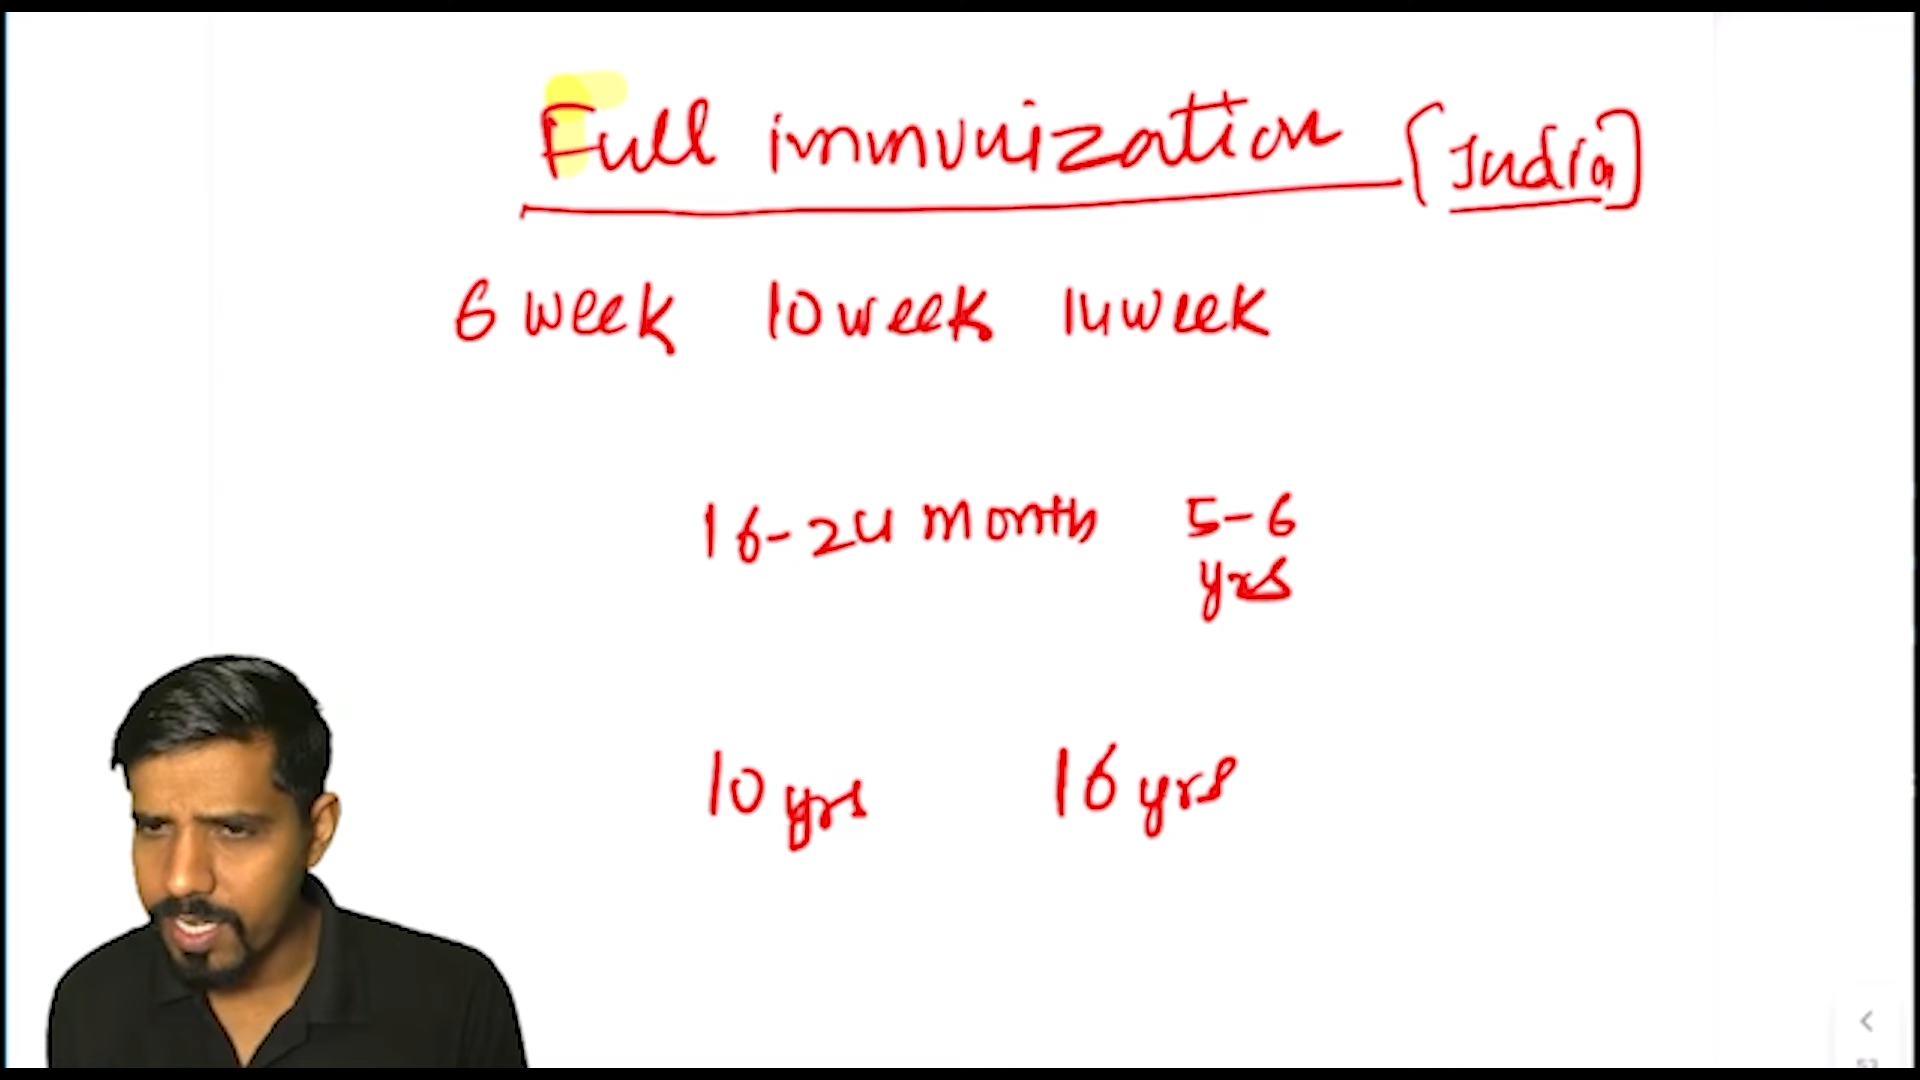 Full immunization [India]
6 week 10 week 14 week
16-24 month 5-6
yrs
10 yrs 16 yrs